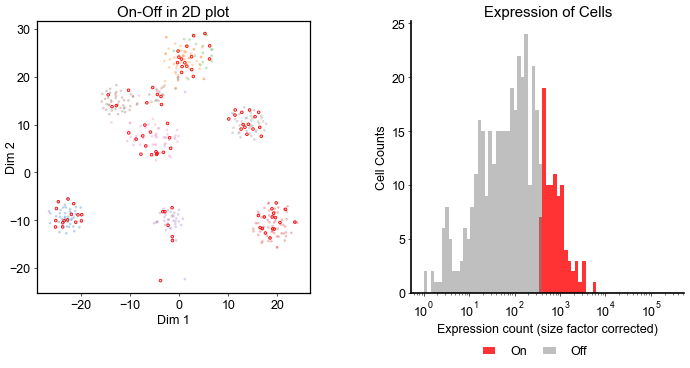 On-Off in 2D plot
30
20
10
0
−10
−20
−20 −10 0 10 20
Dim 2
Dim 1
Expression of Cells
25
20
15
10
5
0
10^0 10^1 10^2 10^3 10^4 10^5
Cell Counts
Expression count (size factor corrected)
On Off